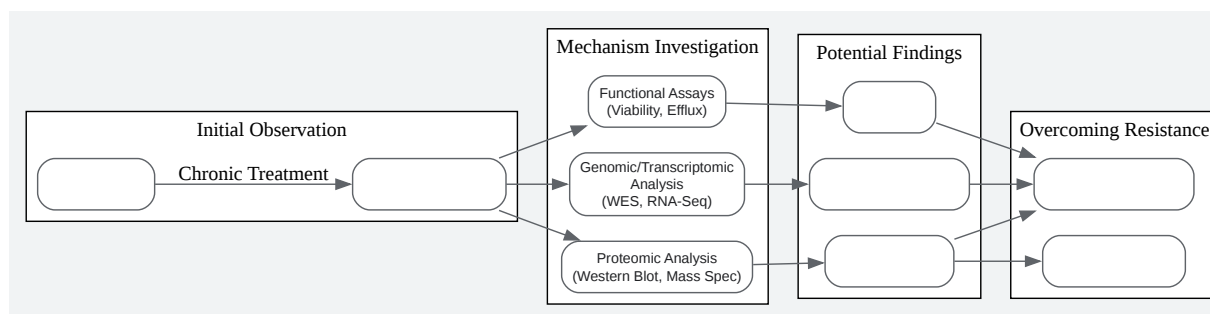 Initial Observation
Chronic Treatment
Mechanism Investigation
Functional Assays
(Viability, Efflux)
Genomic/Transcriptomic
Analysis
(WES, RNA-Seq)
Proteomic Analysis
(Western Blot, Mass Spec)
Potential Findings
Overcoming Resistance